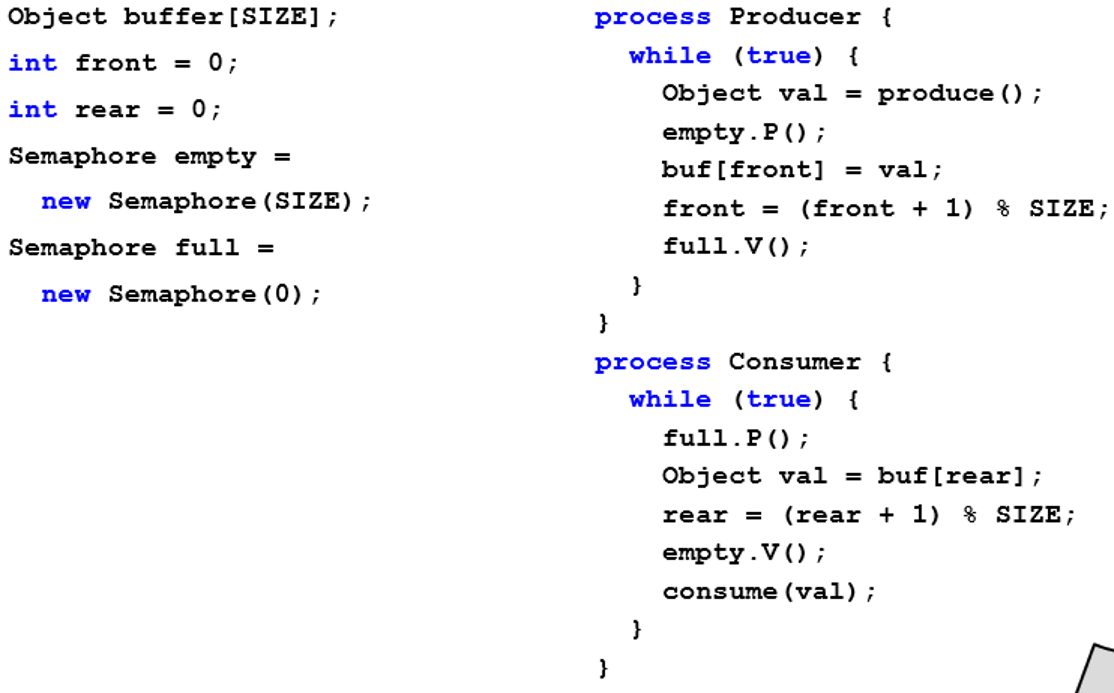 Object buffer[SIZE];
int front = 0;
int rear = 0;
Semaphore empty =
  new Semaphore(SIZE);
Semaphore full =
  new Semaphore(0);
process Producer {
  while (true) {
    Object val = produce();
    empty.P();
    buf[front] = val;
    front = (front + 1) % SIZE;
    full.V();
  }
}
process Consumer {
  while (true) {
    full.P();
    Object val = buf[rear];
    rear = (rear + 1) % SIZE;
    empty.V();
    consume(val);
  }
}